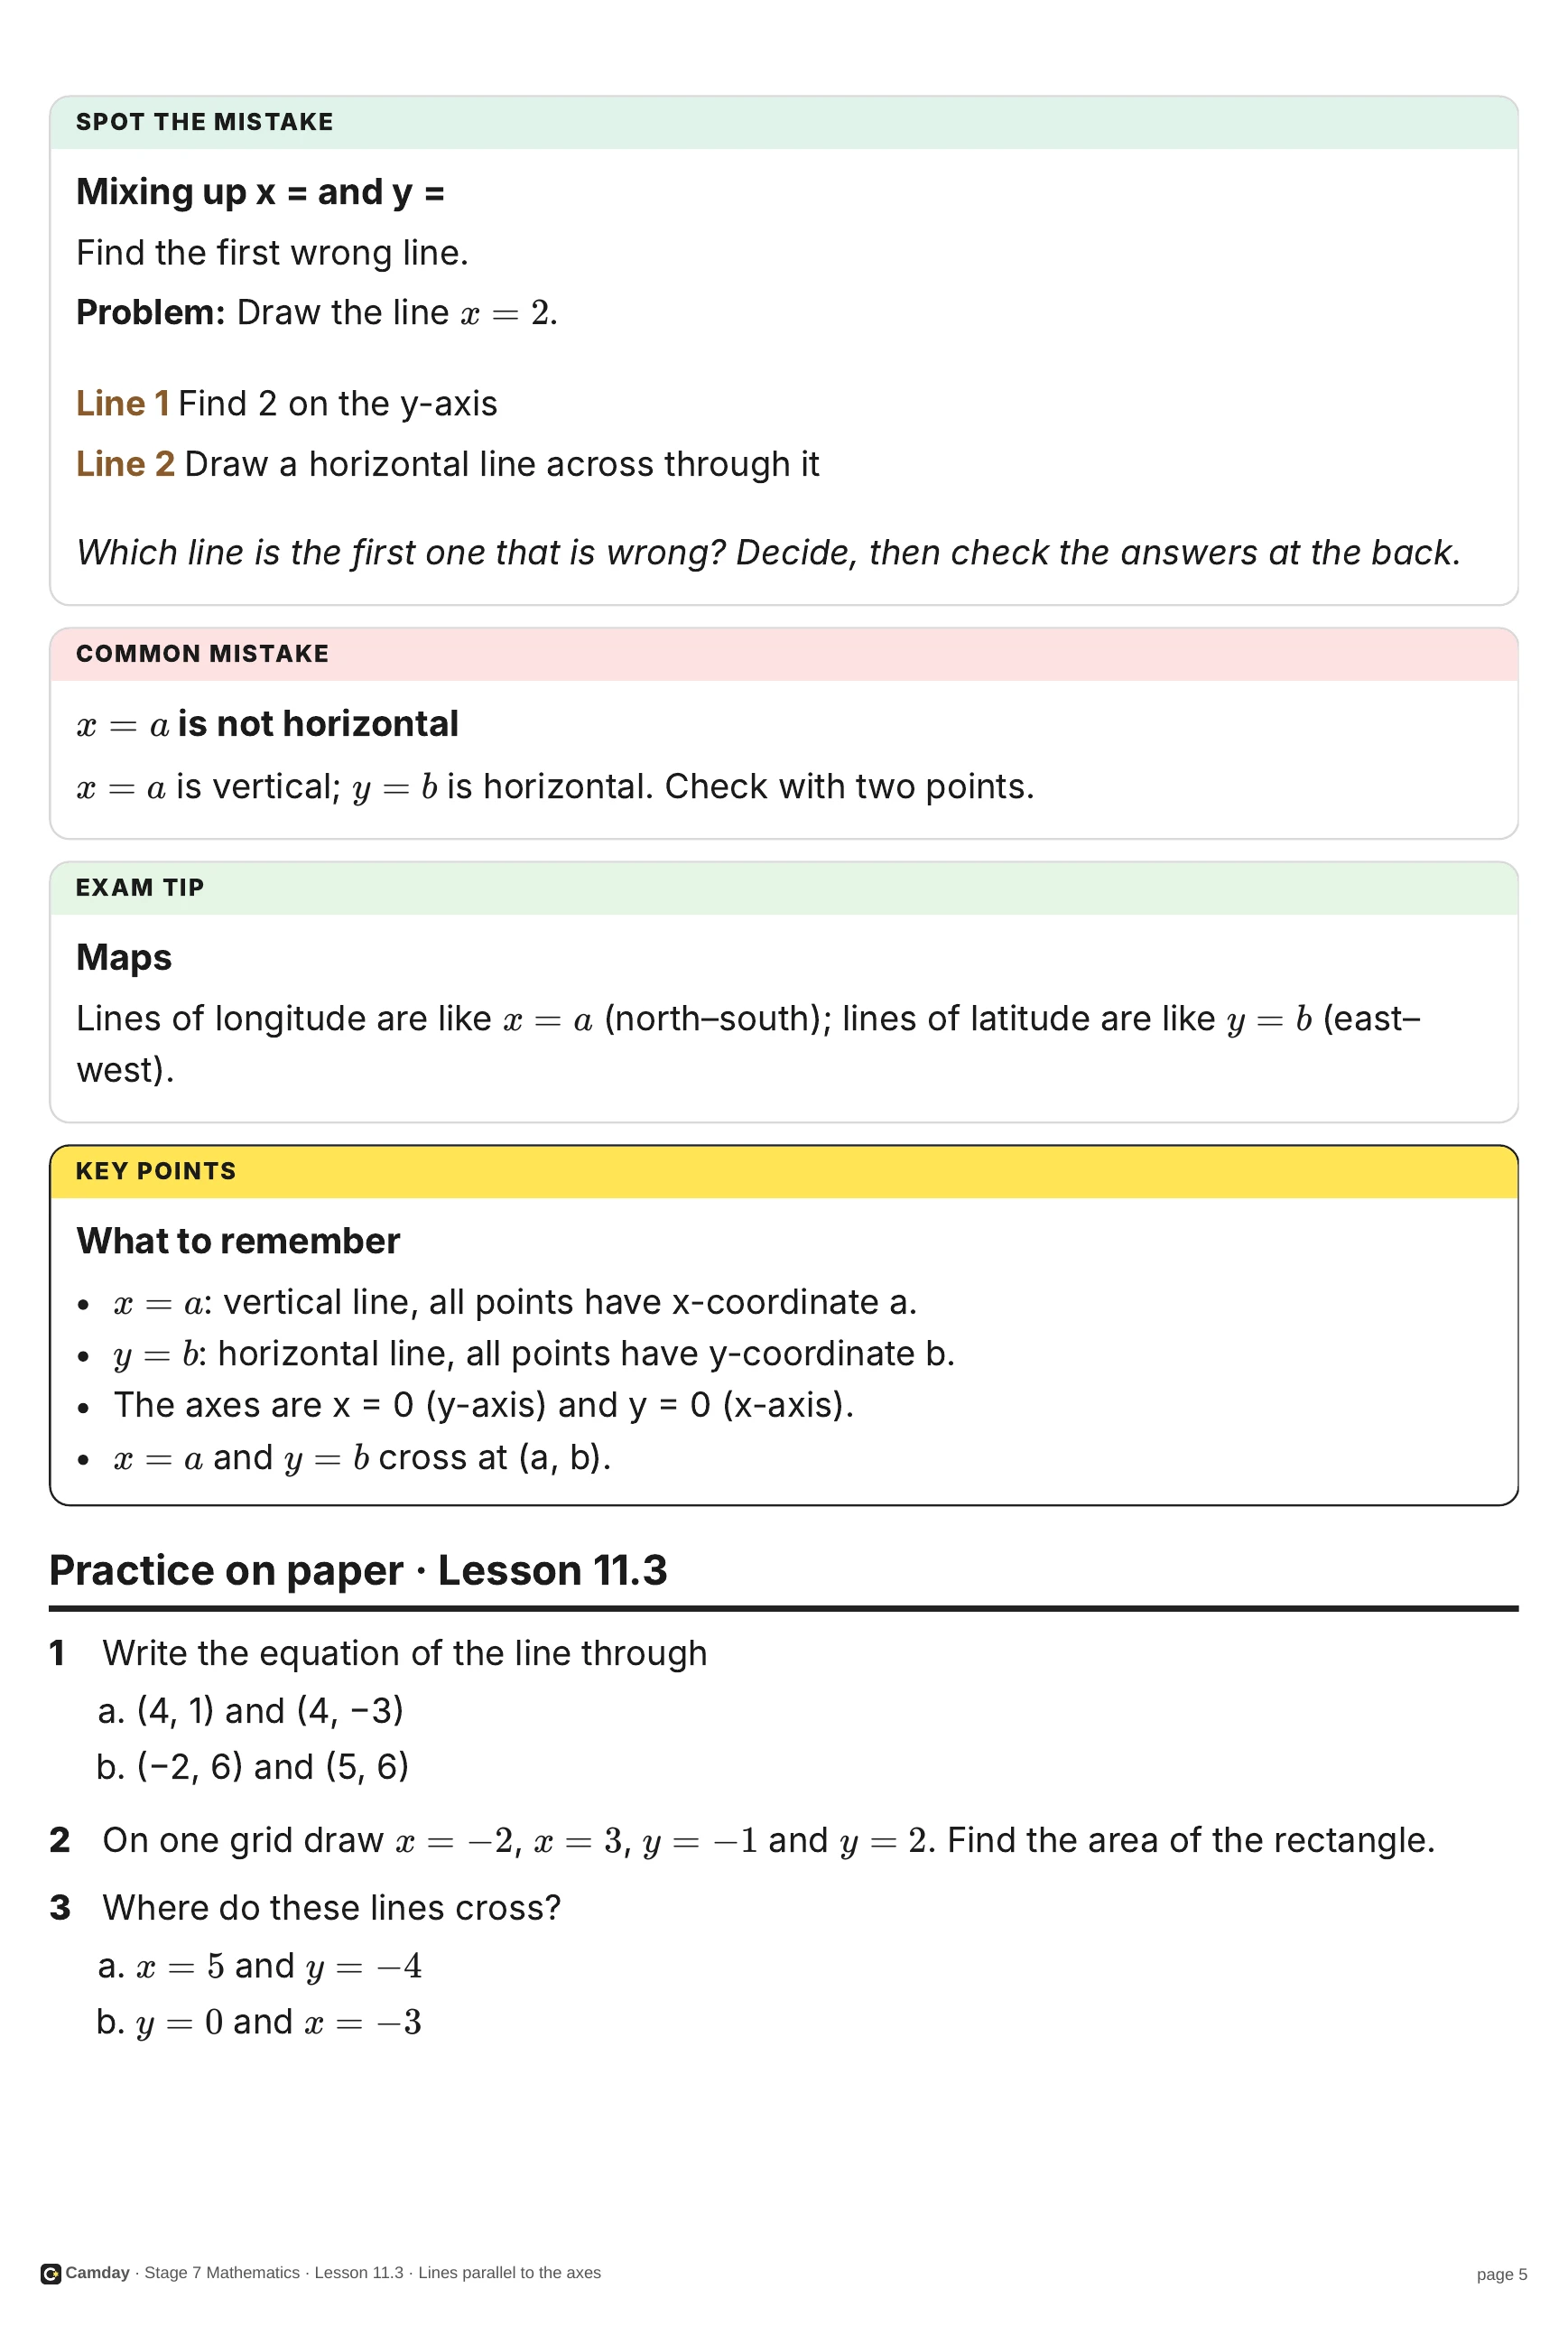 SPOT THE MISTAKE
Mixing up x = and y =
Find the first wrong line.
Problem: Draw the line x = 2.
Line 1 Find 2 on the y-axis
Line 2 Draw a horizontal line across through it
Which line is the first one that is wrong? Decide, then check the answers at the back.
COMMON MISTAKE
x = a is not horizontal
x = a is vertical; y = b is horizontal. Check with two points.
EXAM TIP
Maps
Lines of longitude are like x = a (north–south); lines of latitude are like y = b (east–
west).
KEY POINTS
What to remember
• x = a: vertical line, all points have x-coordinate a.
• y = b: horizontal line, all points have y-coordinate b.
• The axes are x = 0 (y-axis) and y = 0 (x-axis).
• x = a and y = b cross at (a, b).
Practice on paper · Lesson 11.3
1 Write the equation of the line through
a. (4, 1) and (4, −3)
b. (−2, 6) and (5, 6)
2 On one grid draw x = −2, x = 3, y = −1 and y = 2. Find the area of the rectangle.
3 Where do these lines cross?
a. x = 5 and y = −4
b. y = 0 and x = −3
Camday · Stage 7 Mathematics · Lesson 11.3 · Lines parallel to the axes
page 5